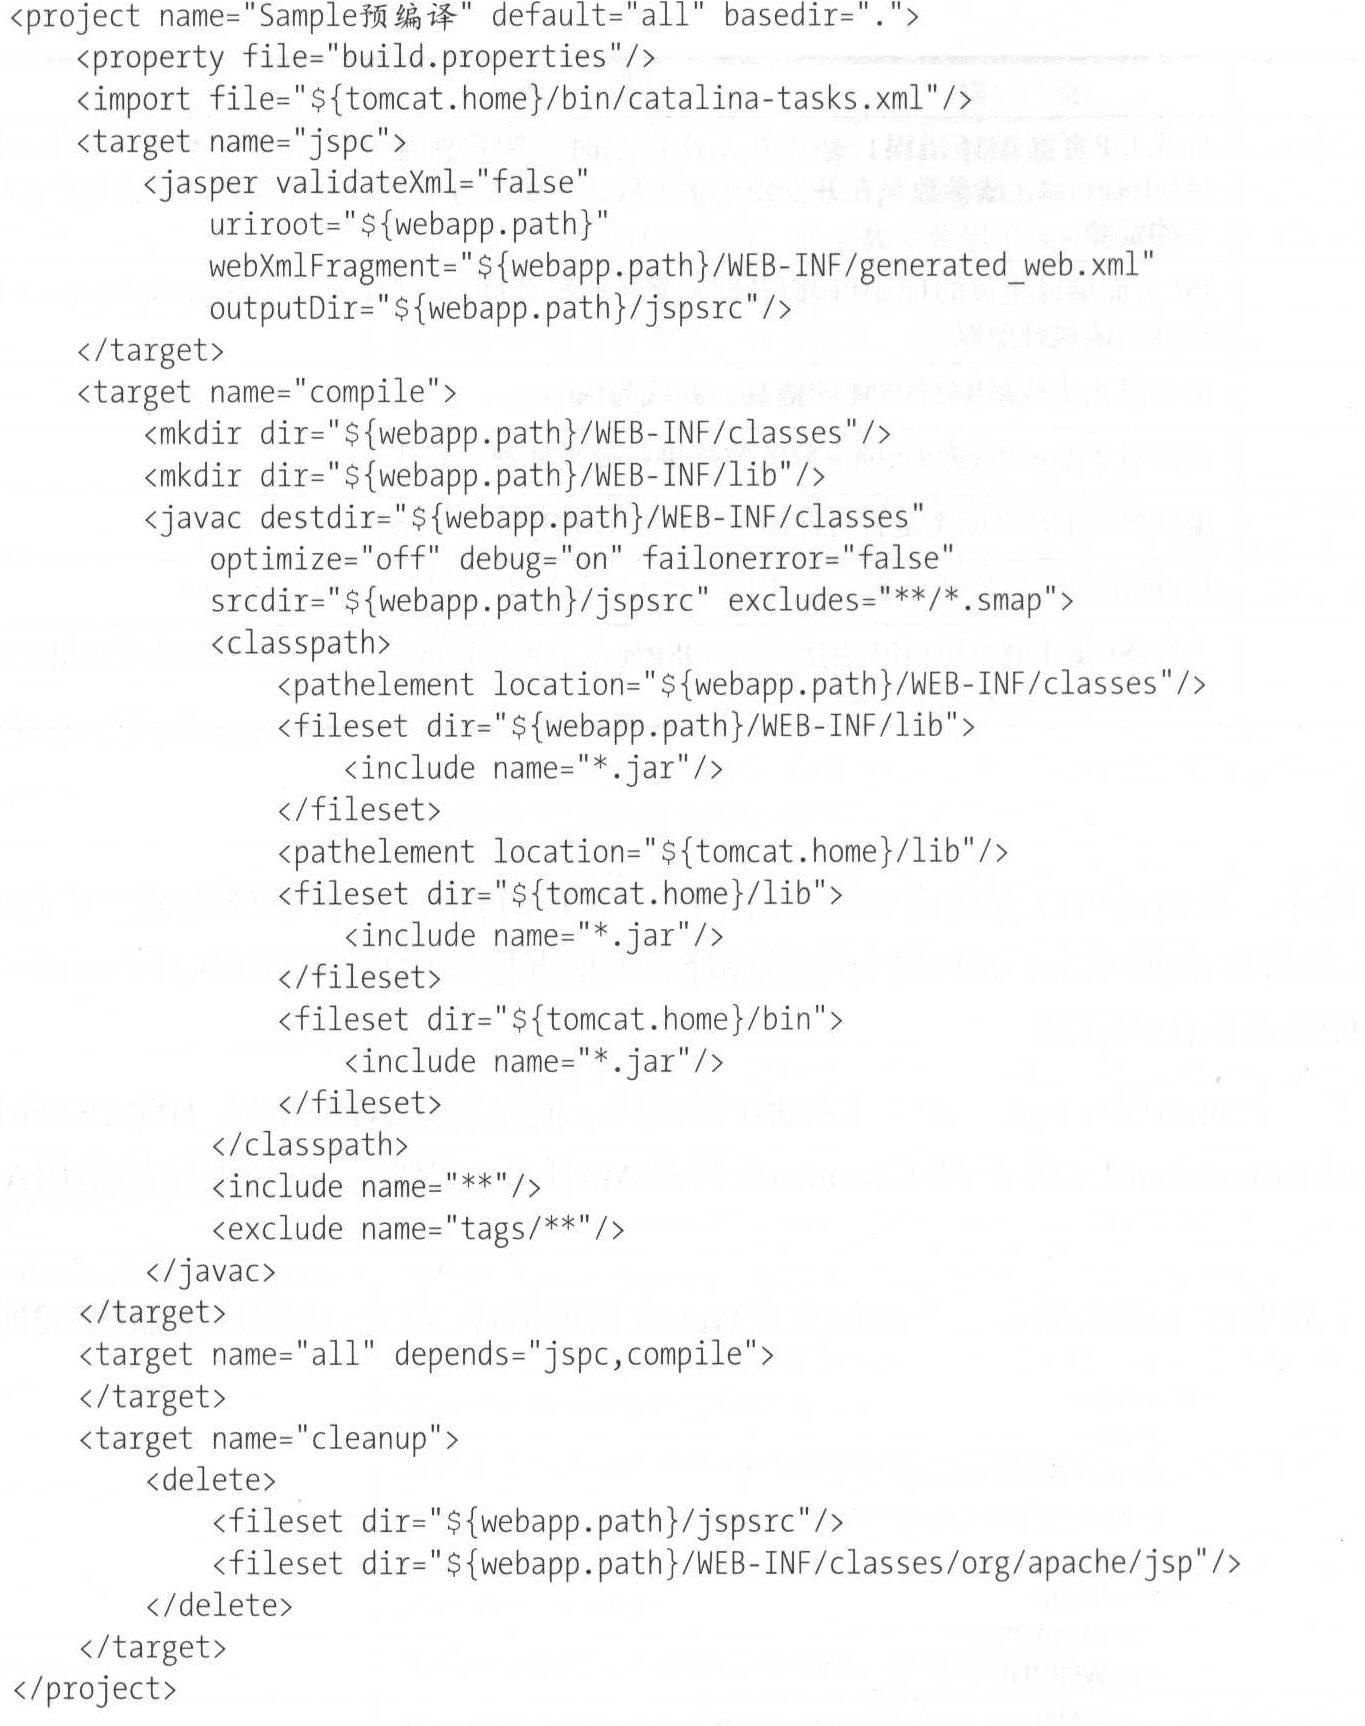 <project name="Sample预编译" default="all" basedir=".">
<property file="build.properties"/>
<import file="${tomcat.home}/bin/catalina-tasks.xml"/>
<target name="jspc">
<jasper validateXml="false"
uriroot="${webapp.path}"
webXmlFragment="${webapp.path}/WEB-INF/generated_web.xml"
outputDir="${webapp.path}/jspsrc"/>
</target>
<target name="compile">
<mkdir dir="${webapp.path}/WEB-INF/classes"/>
<mkdir dir="${webapp.path}/WEB-INF/lib"/>
<javac destdir="${webapp.path}/WEB-INF/classes"
optimize="off" debug="on" failonerror="false"
srcdir="${webapp.path}/jspsrc" excludes="**/*.smap">
<classpath>
<pathelement location="${webapp.path}/WEB-INF/classes"/>
<fileset dir="${webapp.path}/WEB-INF/lib">
<include name="*.jar"/>
</fileset>
<pathelement location="${tomcat.home}/lib"/>
<fileset dir="${tomcat.home}/lib">
<include name="*.jar"/>
</fileset>
<fileset dir="${tomcat.home}/bin">
<include name="*.jar"/>
</fileset>
</classpath>
<include name="**"/>
<exclude name="tags/**"/>
</javac>
</target>
<target name="all" depends="jspc,compile">
</target>
<target name="cleanup">
<delete>
<fileset dir="${webapp.path}/jspsrc"/>
<fileset dir="${webapp.path}/WEB-INF/classes/org/apache/jsp"/>
</delete>
</target>
</project>